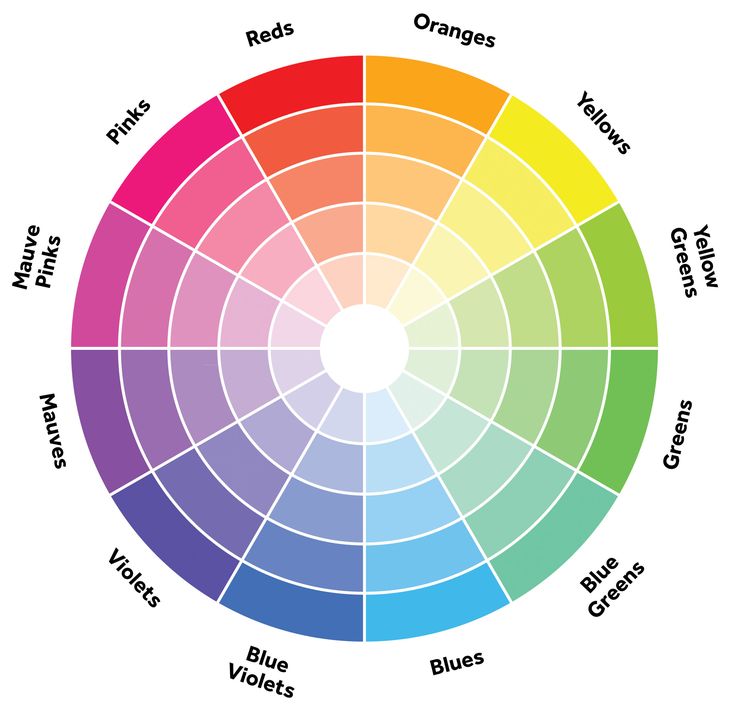 Reds
Oranges
Yellows
Yellow
Greens
Greens
Blue
Greens
Blues
Blue
Violets
Violets
Mauves
Mauve
Pinks
Pinks